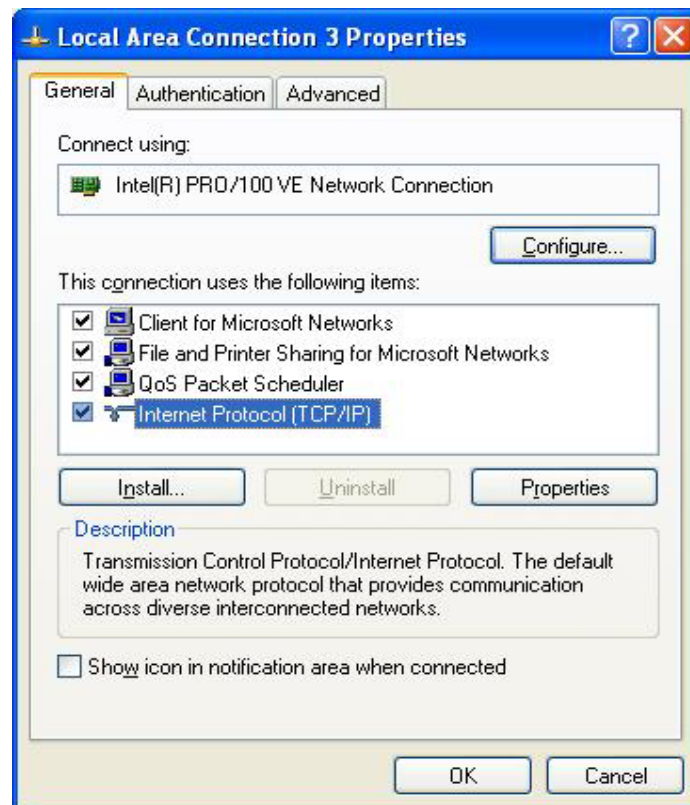 Local Area Connection 3 Properties
General Authentication Advanced
Connect using:
Intel(R) PRO/100 VE Network Connection
Configure...
This connection uses the following items:
Client for Microsoft Networks
File and Printer Sharing for Microsoft Networks
QoS Packet Scheduler
Internet Protocol (TCP/IP)
Install... Uninstall Properties
Description
Transmission Control Protocol/Internet Protocol. The default
wide area network protocol that provides communication
across diverse interconnected networks.
Show icon in notification area when connected
OK Cancel